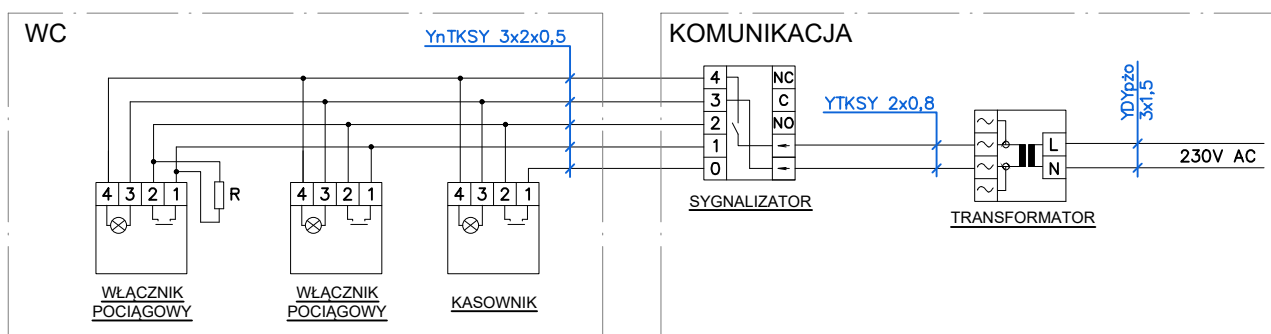 WC
YnTKSY 3x2x0,5
4 3 2 1
R
WŁĄCZNIK
POCIĄGOWY
4 3 2 1
WŁĄCZNIK
POCIĄGOWY
4 3 2 1
KASOWNIK
KOMUNIKACJA
4 NC
3 C
2 NO
1
0
SYGNALIZATOR
YTKSY 2x0,8
L
N
TRANSFORMATOR
YDYpżo
3x1,5
230V AC